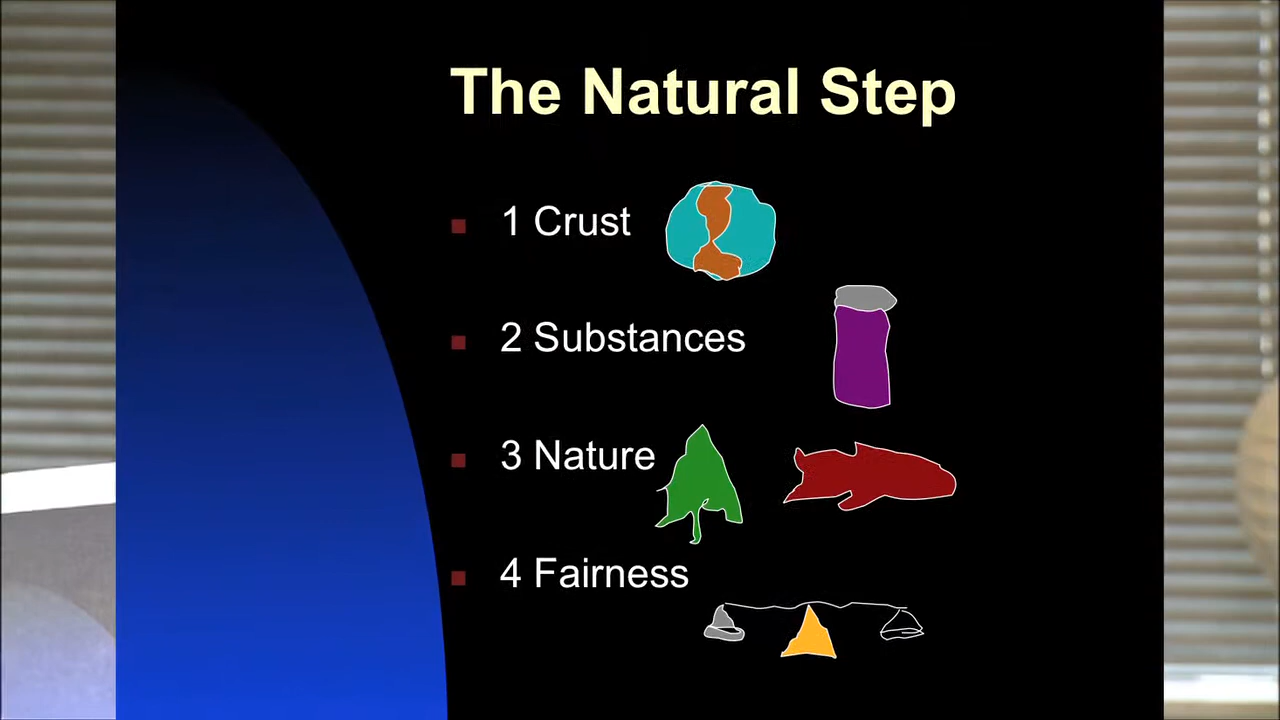 The Natural Step
1 Crust
2 Substances
3 Nature
4 Fairness